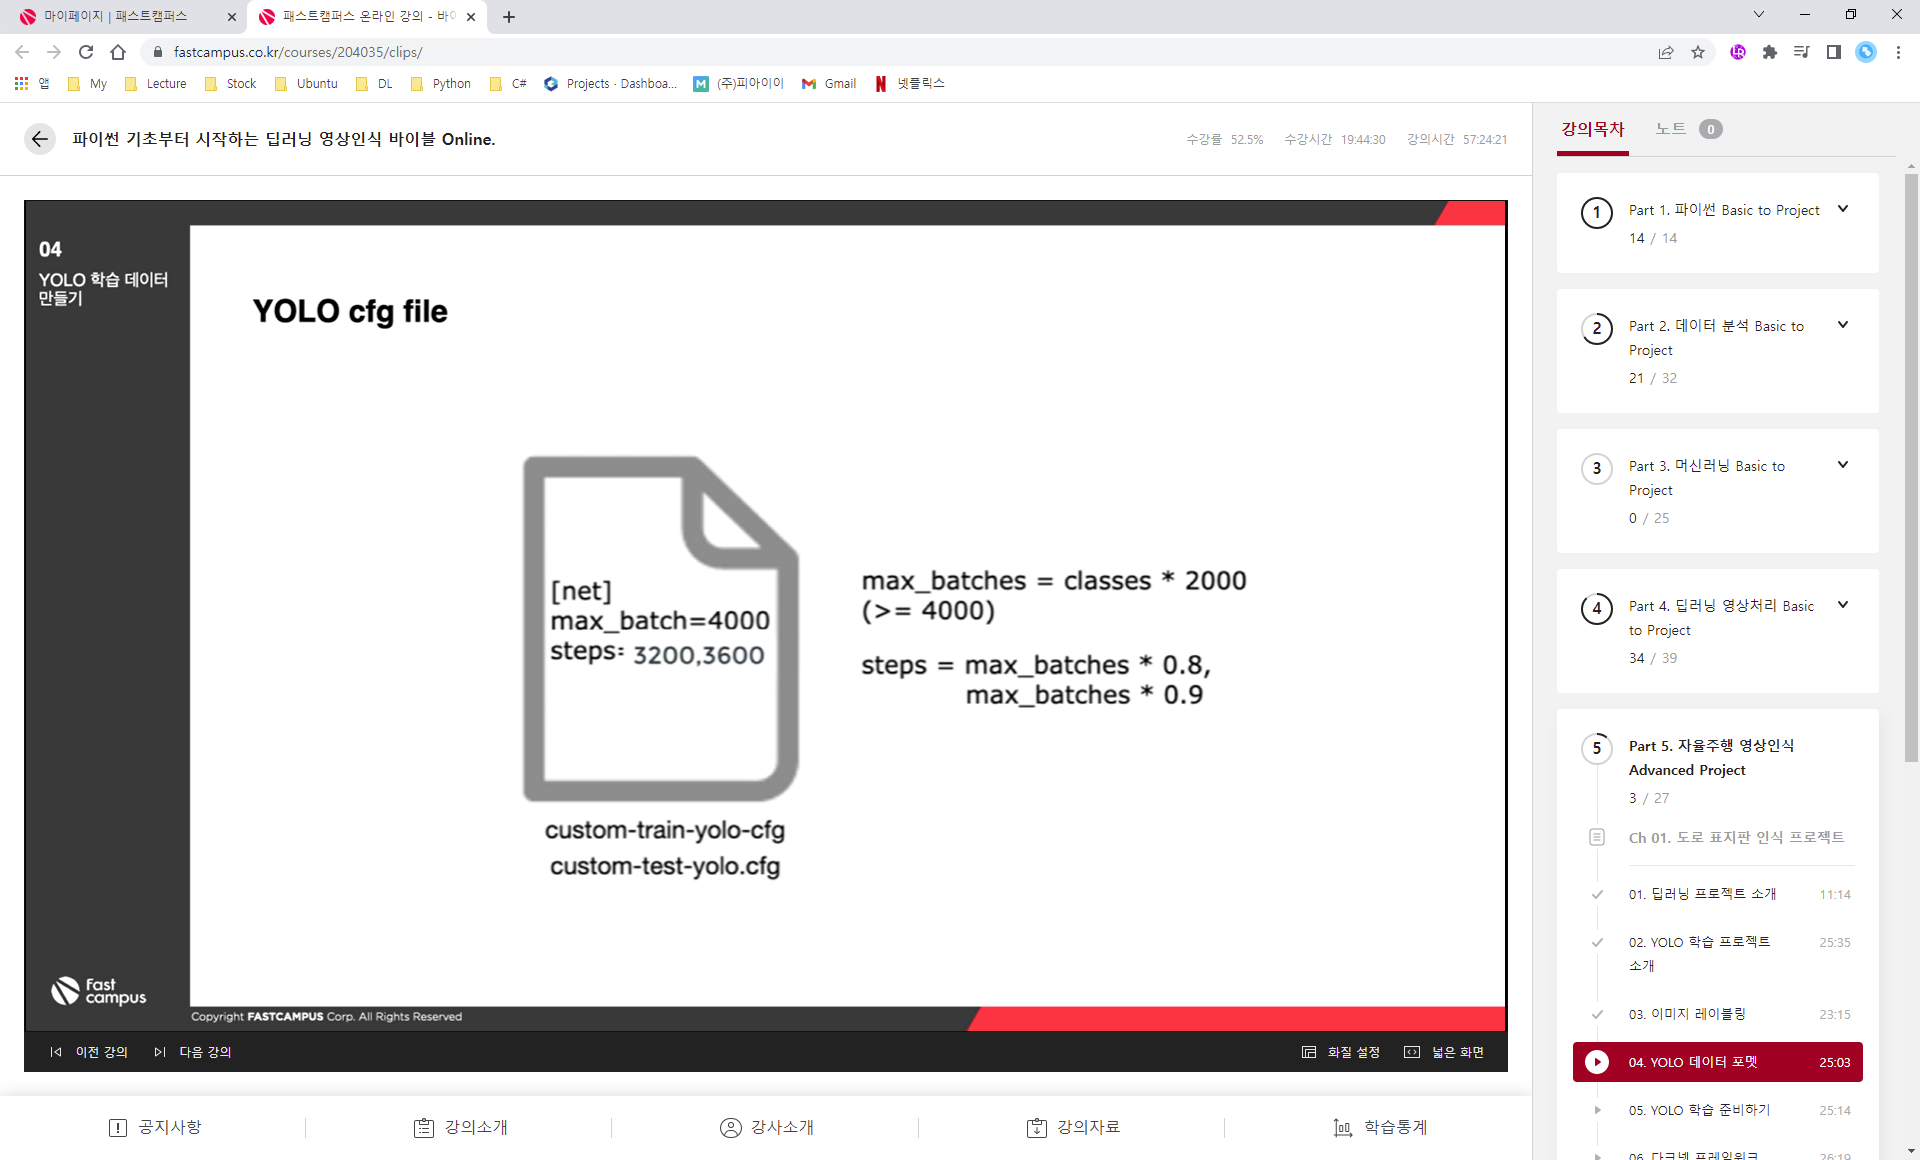 마이페이지 | 패스트캠퍼스
패스트캠퍼스 온라인 강의 - 바이
fastcampus.co.kr/courses/204035/clips/
앱 My Lecture Stock Ubuntu DL Python C# Projects · Dashboa... (주)피아이이 Gmail 넷플릭스
파이썬 기초부터 시작하는 딥러닝 영상인식 바이블 Online.
수강률 52.5% 수강시간 19:44:30 강의시간 57:24:21
04
YOLO 학습 데이터
만들기
YOLO cfg file
[net]
max_batch=4000
steps= 3200,3600
custom-train-yolo-cfg
custom-test-yolo.cfg
max_batches = classes * 2000
(>= 4000)
steps = max_batches * 0.8,
max_batches * 0.9
Fast
campus
Copyright FASTCAMPUS Corp. All Rights Reserved
이전 강의 다음 강의 화질 설정 넓은 화면
공지사항 강의소개 강사소개 강의자료 학습통계
강의목차 노트 0
1 Part 1. 파이썬 Basic to Project
14 / 14
2 Part 2. 데이터 분석 Basic to
Project
21 / 32
3 Part 3. 머신러닝 Basic to
Project
0 / 25
4 Part 4. 딥러닝 영상처리 Basic
to Project
34 / 39
5 Part 5. 자율주행 영상인식
Advanced Project
3 / 27
Ch 01. 도로 표지판 인식 프로젝트
01. 딥러닝 프로젝트 소개 11:14
02. YOLO 학습 프로젝트 25:35
소개
03. 이미지 레이블링 23:15
04. YOLO 데이터 포멧 25:03
05. YOLO 학습 준비하기 25:14
06. 다크넷 프레임워크 26:19